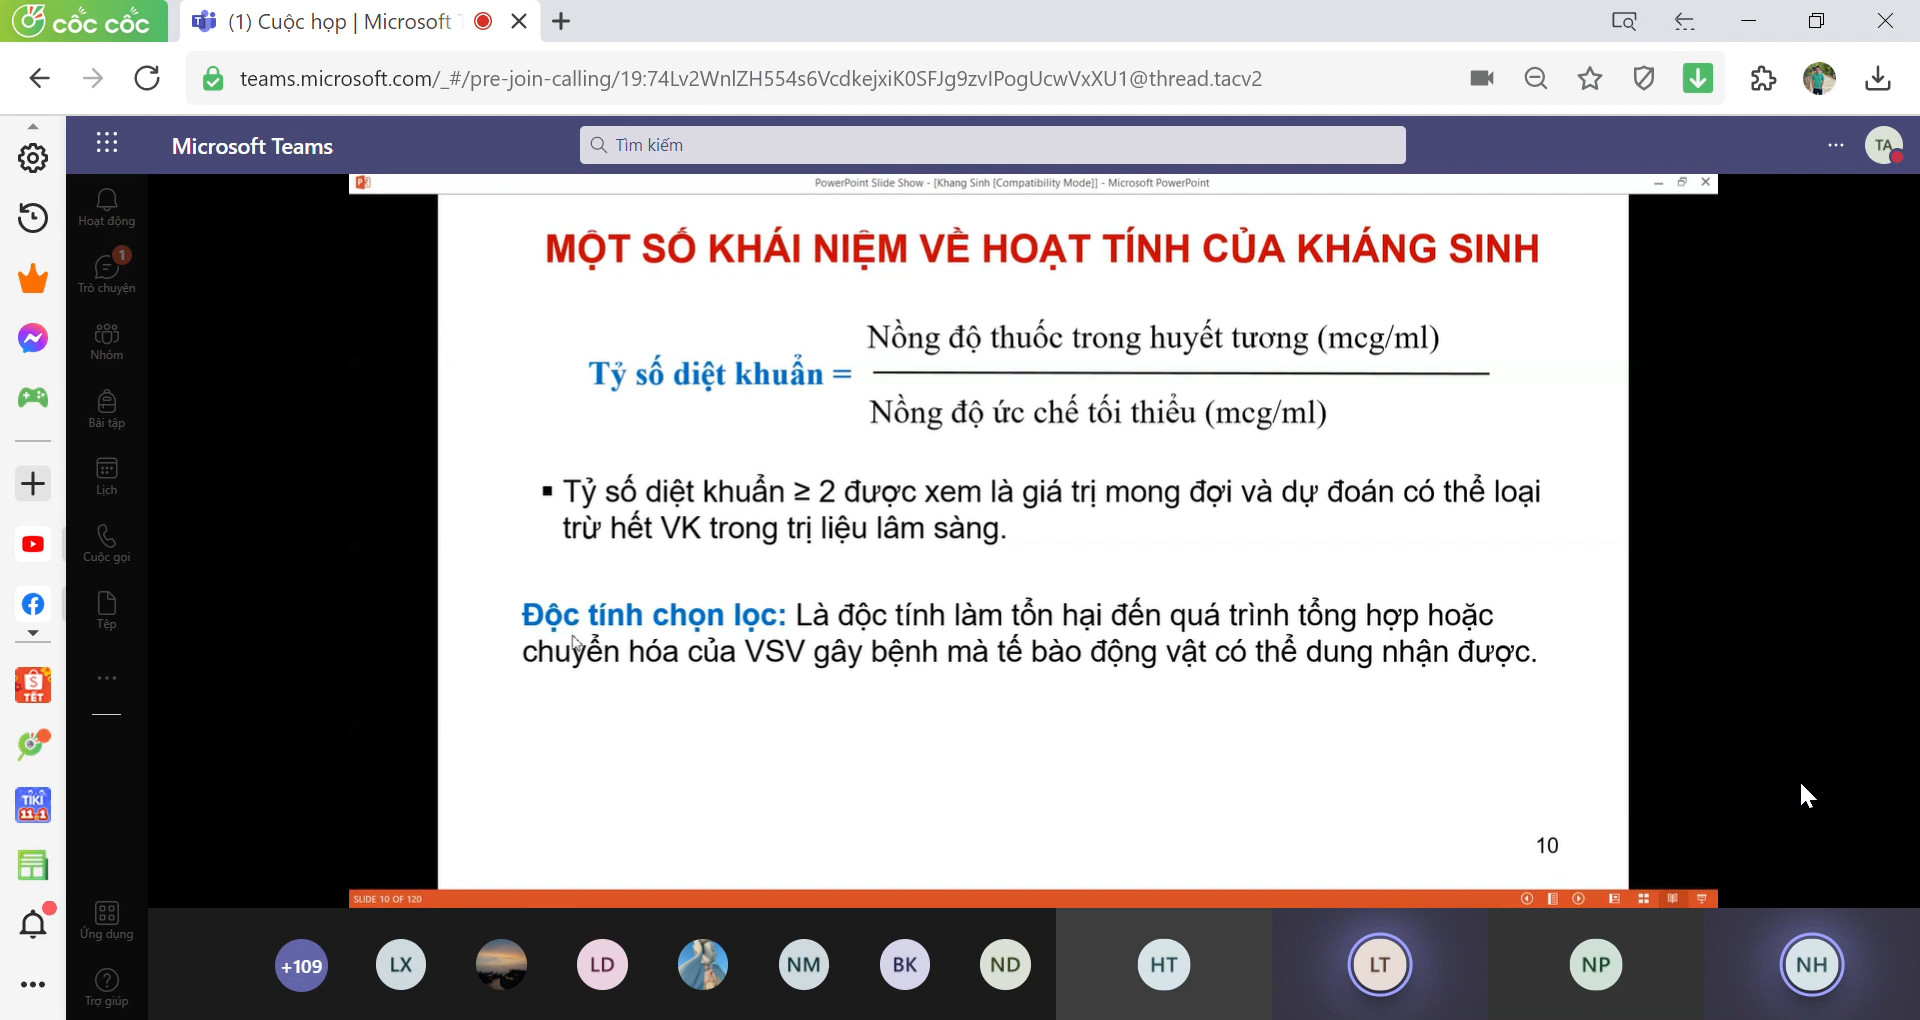 cốc cốc
(1) Cuộc họp | Microsoft T
teams.microsoft.com/_#/pre-join-calling/19:74Lv2WnlZH554s6VcdkejxiK0SFJg9zvlPogUcwVxXU1@thread.tacv2
Microsoft Teams
Tìm kiếm
TA
PowerPoint Slide Show - [Khang Sinh [Compatibility Mode]] - Microsoft PowerPoint
Hoạt động
1
Trò chuyện
Nhóm
Bài tập
Lịch
Cuộc gọi
Tệp
Ứng dụng
Trợ giúp
TẾT
TIKI
11.1
MỘT SỐ KHÁI NIỆM VỀ HOẠT TÍNH CỦA KHÁNG SINH
Nồng độ thuốc trong huyết tương (mcg/ml)
Tỷ số diệt khuẩn =
Nồng độ ức chế tối thiểu (mcg/ml)
▪ Tỷ số diệt khuẩn ≥ 2 được xem là giá trị mong đợi và dự đoán có thể loại
trừ hết VK trong trị liệu lâm sàng.
Độc tính chọn lọc: Là độc tính làm tổn hại đến quá trình tổng hợp hoặc
chuyển hóa của VSV gây bệnh mà tế bào động vật có thể dung nhận được.
10
SLIDE 10 OF 120
+109
LX
LD
NM
BK
ND
HT
LT
NP
NH